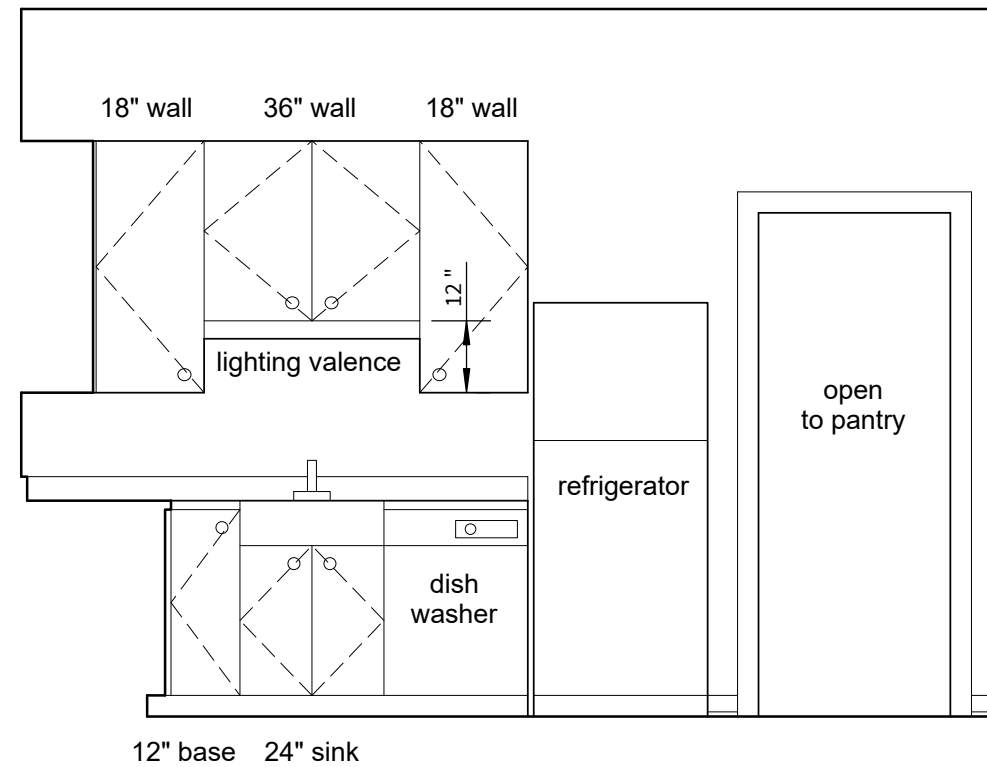 18" wall
36" wall
18" wall
12"
lighting valence
open
to pantry
refrigerator
dish
washer
12" base
24" sink